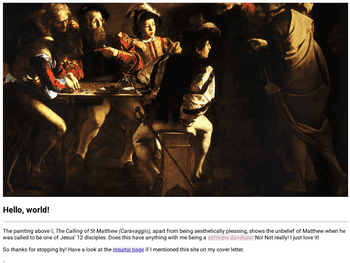 Hello, world!
The painting above ⇧, The Calling of St Matthew (Caravaggio), apart from being aesthetically pleasing, shows the unbelief of Matthew when he
was called to be one of Jesus' 12 disciples. Does this have anything with me being a software developer No! Not really! I just love it!
So thanks for stopping by! Have a look at the resume page if I mentioned this site on my cover letter.